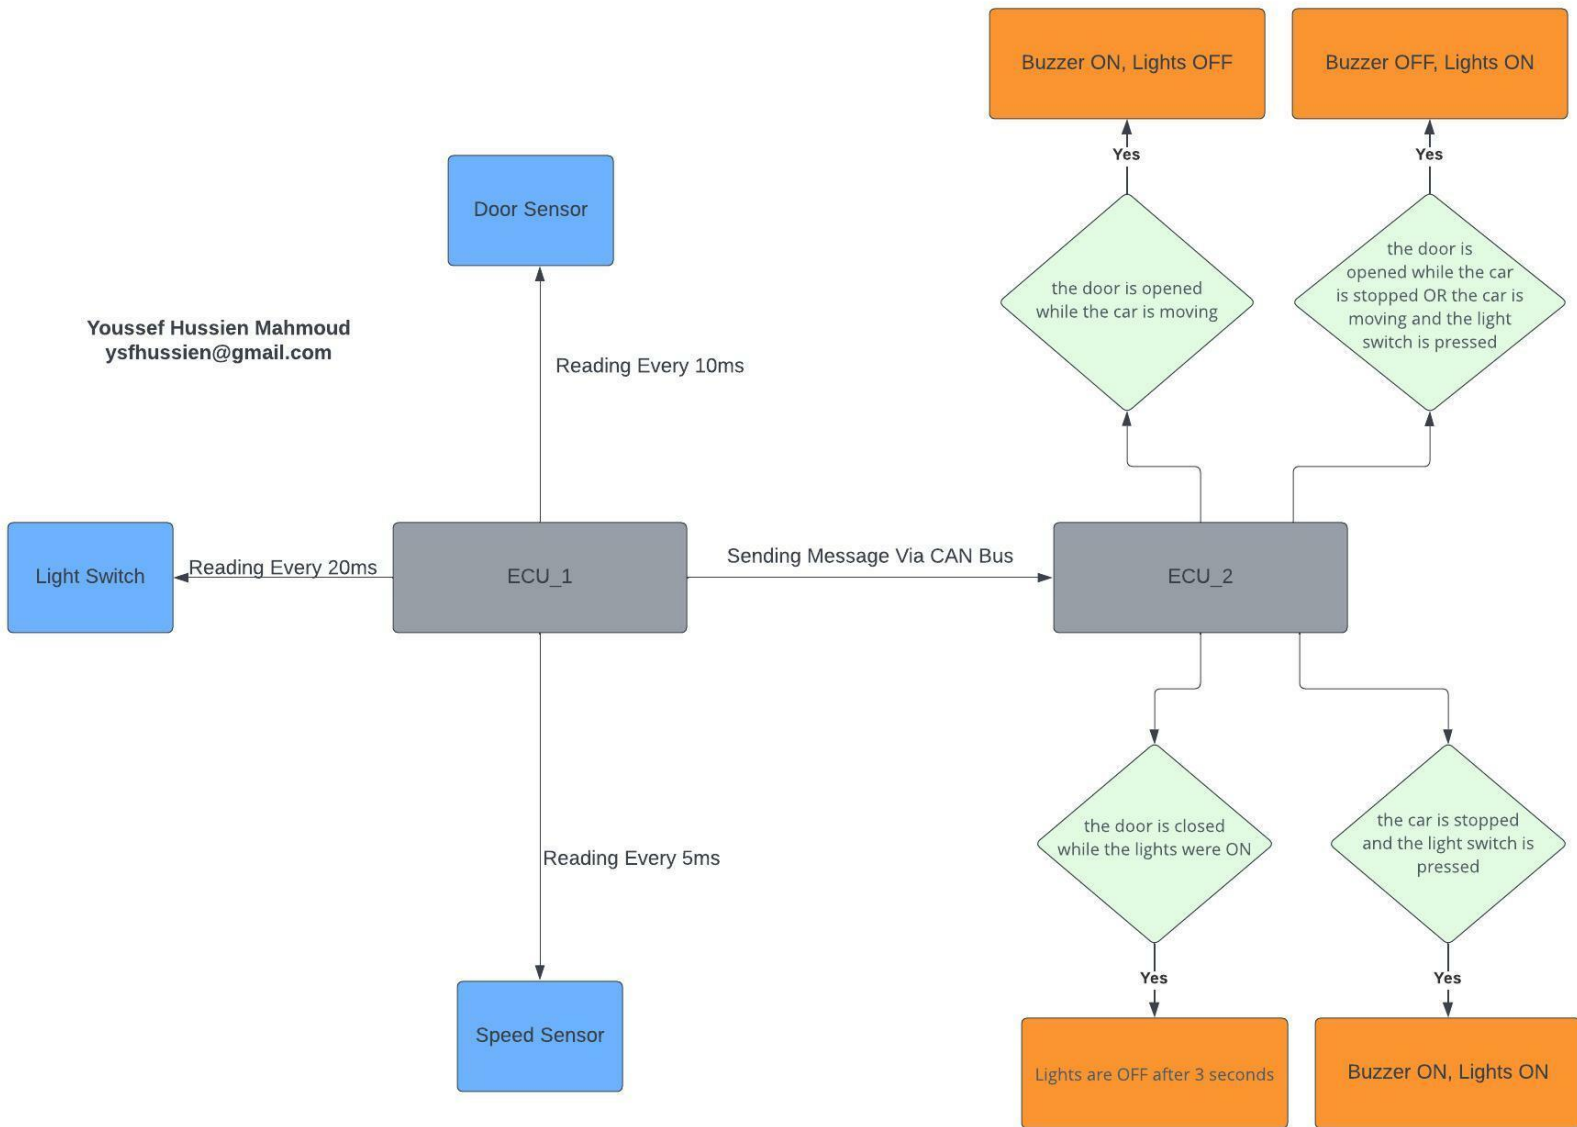 Buzzer ON, Lights OFF
Buzzer OFF, Lights ON
Yes
Yes
Door Sensor
the door is opened
while the car is moving
the door is
opened while the car
is stopped OR the car is
moving and the light
switch is pressed
Youssef Hussien Mahmoud
ysfhussien@gmail.com
Reading Every 10ms
Light Switch
Reading Every 20ms
ECU_1
Sending Message Via CAN Bus
ECU_2
Reading Every 5ms
the door is closed
while the lights were ON
the car is stopped
and the light switch is
pressed
Yes
Yes
Speed Sensor
Lights are OFF after 3 seconds
Buzzer ON, Lights ON